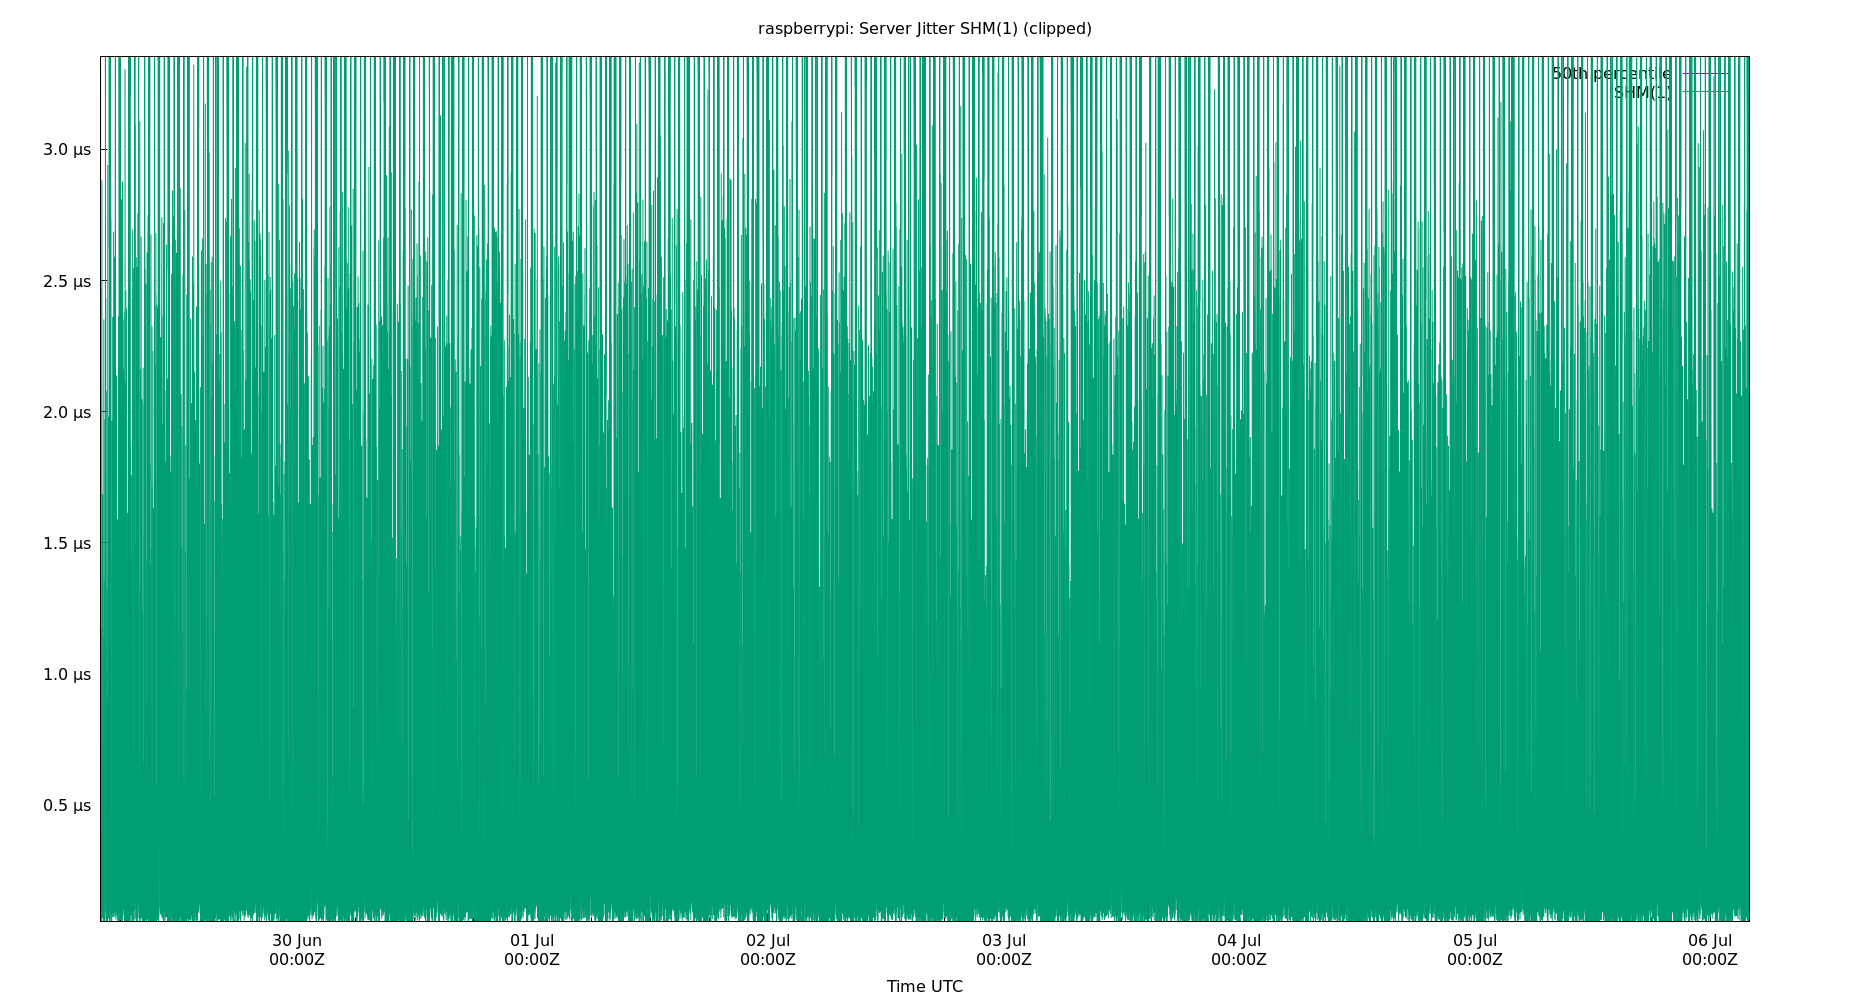 raspberrypi: Server Jitter SHM(1) (clipped)
50th percentile
SHM(1)
3.0 μs
2.5 μs
2.0 μs
1.5 μs
1.0 μs
0.5 μs
30 Jun 01 Jul 02 Jul 03 Jul 04 Jul 05 Jul 06 Jul
00:00Z 00:00Z 00:00Z 00:00Z 00:00Z 00:00Z 00:00Z
Time UTC